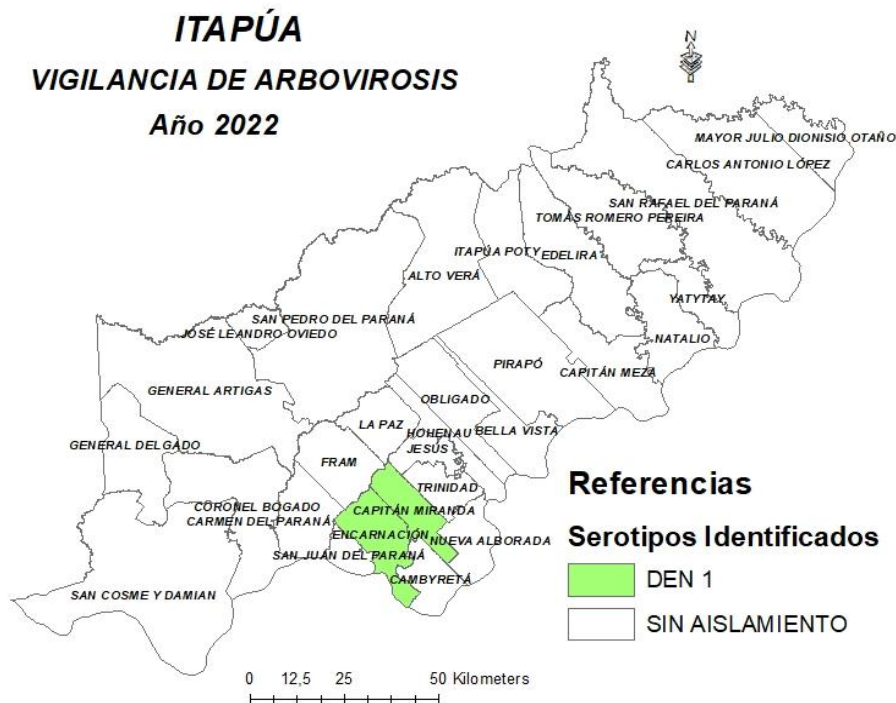 ITAPÚA
VIGILANCIA DE ARBOVIROSIS
Año 2022
N
MAYOR JULIO DIONISIO OTAÑO
CARLOS ANTONIO LÓPEZ
SAN RAFAEL DEL PARANÁ
TOMÁS ROMERO PEREIRA
ITAPÚA POTY
EDELIRA
ALTO VERÁ
YATYTAY
SAN PEDRO DEL PARANÁ
JOSÉ LEANDRO OVIEDO
NATALIO
PIRAPÓ
CAPITÁN MEZA
GENERAL ARTIGAS
OBLIGADO
LA PAZ
HOHENAU
BELLA VISTA
GENERAL DELGADO
JESÚS
FRAM
TRINIDAD
CORONEL BOGADO
CAPITÁN MIRANDA
CARMEN DEL PARANÁ
ENCARNACIÓN
NUEVA ALBORADA
SAN JUAN DEL PARANÁ
CAMBYRETÁ
SAN COSME Y DAMIAN
Referencias
Serotipos Identificados
DEN 1
SIN AISLAMIENTO
0 12,5 25 50 Kilometers